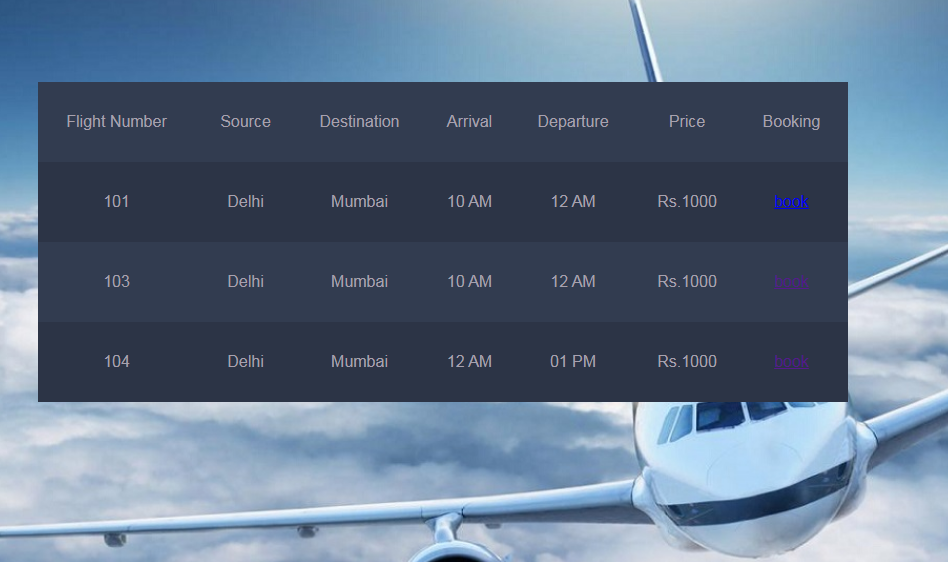 Flight Number Source Destination Arrival Departure Price Booking
101 Delhi Mumbai 10 AM 12 AM Rs.1000 book
103 Delhi Mumbai 10 AM 12 AM Rs.1000 book
104 Delhi Mumbai 12 AM 01 PM Rs.1000 book